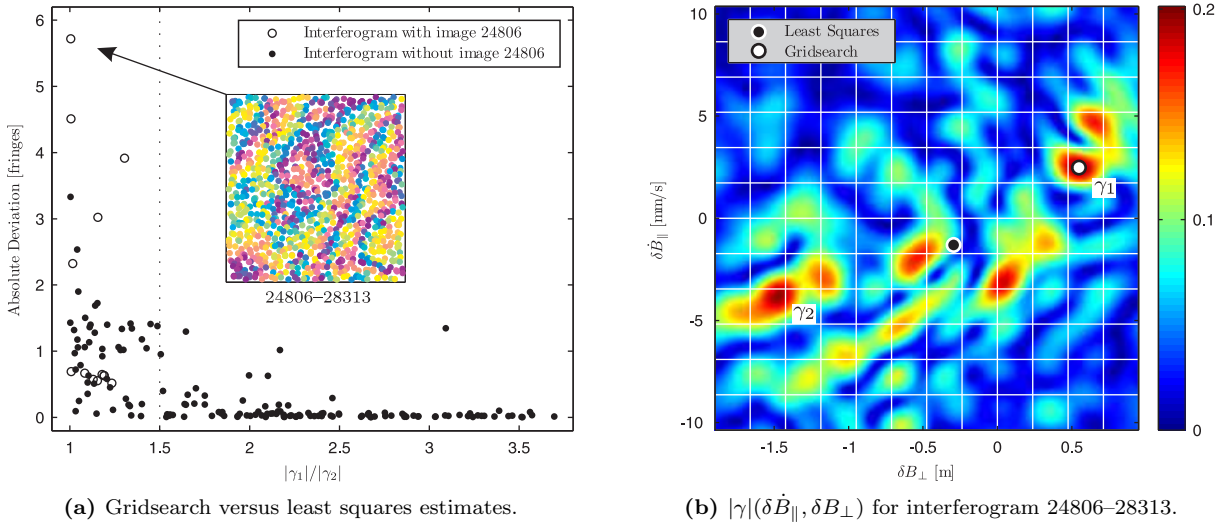 6
5
4
3
2
1
0
1
1.5
2
2.5
3
3.5
Absolute Deviation [fringes]
|γ₁|/|γ₂|
Interferogram with image 24806
Interferogram without image 24806
24806–28313
(a) Gridsearch versus least squares estimates.
10
5
0
-5
-10
-1.5
-1
-0.5
0
0.5
δḂ∥ [mm/s]
δB⊥ [m]
Least Squares
Gridsearch
γ₁
γ₂
0.2
0.1
0
(b) |γ|(δḂ∥, δB⊥) for interferogram 24806–28313.